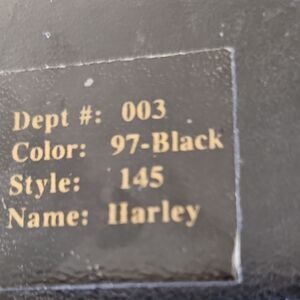 Dept #: 003
Color: 97-Black
Style: 145
Name: Harley